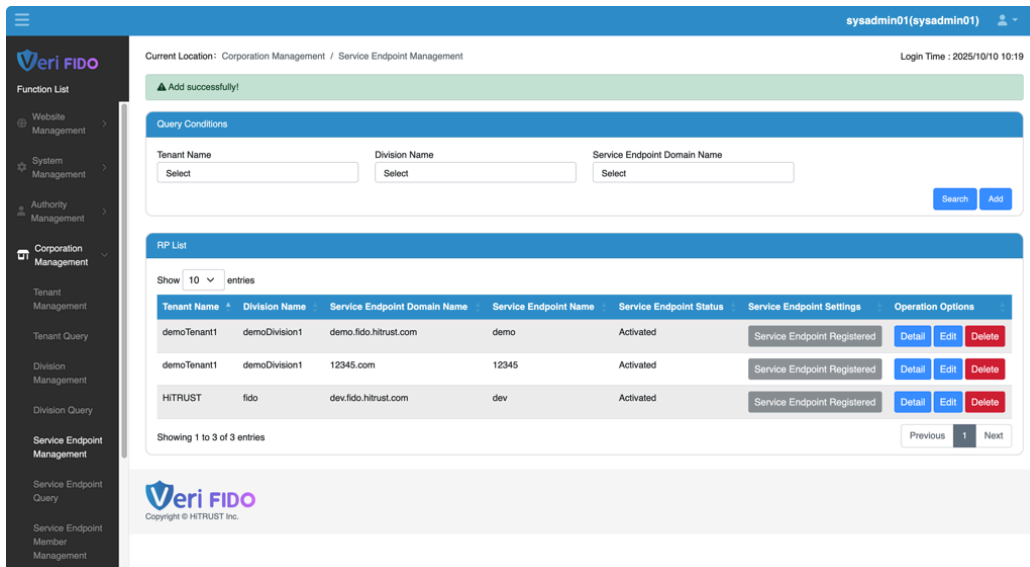 sysadmin01(sysadmin01)
Veri FIDO
Function List
Website
Management
System
Management
Authority
Management
Corporation
Management
Tenant
Management
Tenant Query
Division
Management
Division Query
Service Endpoint
Management
Service Endpoint
Query
Service Endpoint
Member
Management
Current Location: Corporation Management / Service Endpoint Management
Login Time : 2025/10/10 10:19
Add successfully!
Query Conditions
Tenant Name Division Name Service Endpoint Domain Name
Select Select Select
Search Add
RP List
Show 10 entries
Tenant Name Division Name Service Endpoint Domain Name Service Endpoint Name Service Endpoint Status Service Endpoint Settings Operation Options
demoTenant1 demoDivision1 demo.fido.hitrust.com demo Activated Service Endpoint Registered Detail Edit Delete
demoTenant1 demoDivision1 12345.com 12345 Activated Service Endpoint Registered Detail Edit Delete
HiTRUST fido dev.fido.hitrust.com dev Activated Service Endpoint Registered Detail Edit Delete
Showing 1 to 3 of 3 entries
Previous 1 Next
Veri FIDO
Copyright © HiTRUST Inc.